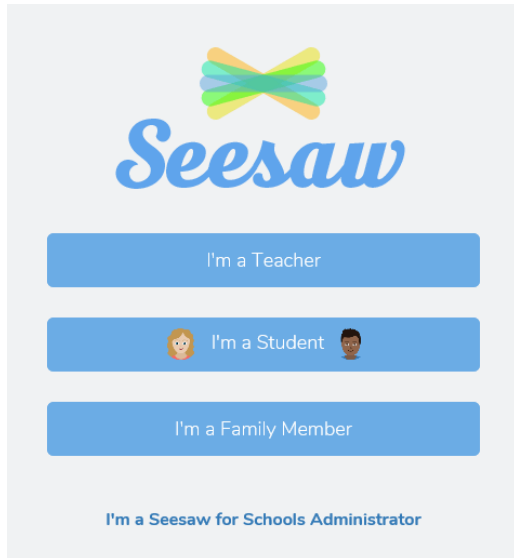 Seesaw
I'm a Teacher
I'm a Student
I'm a Family Member
I'm a Seesaw for Schools Administrator